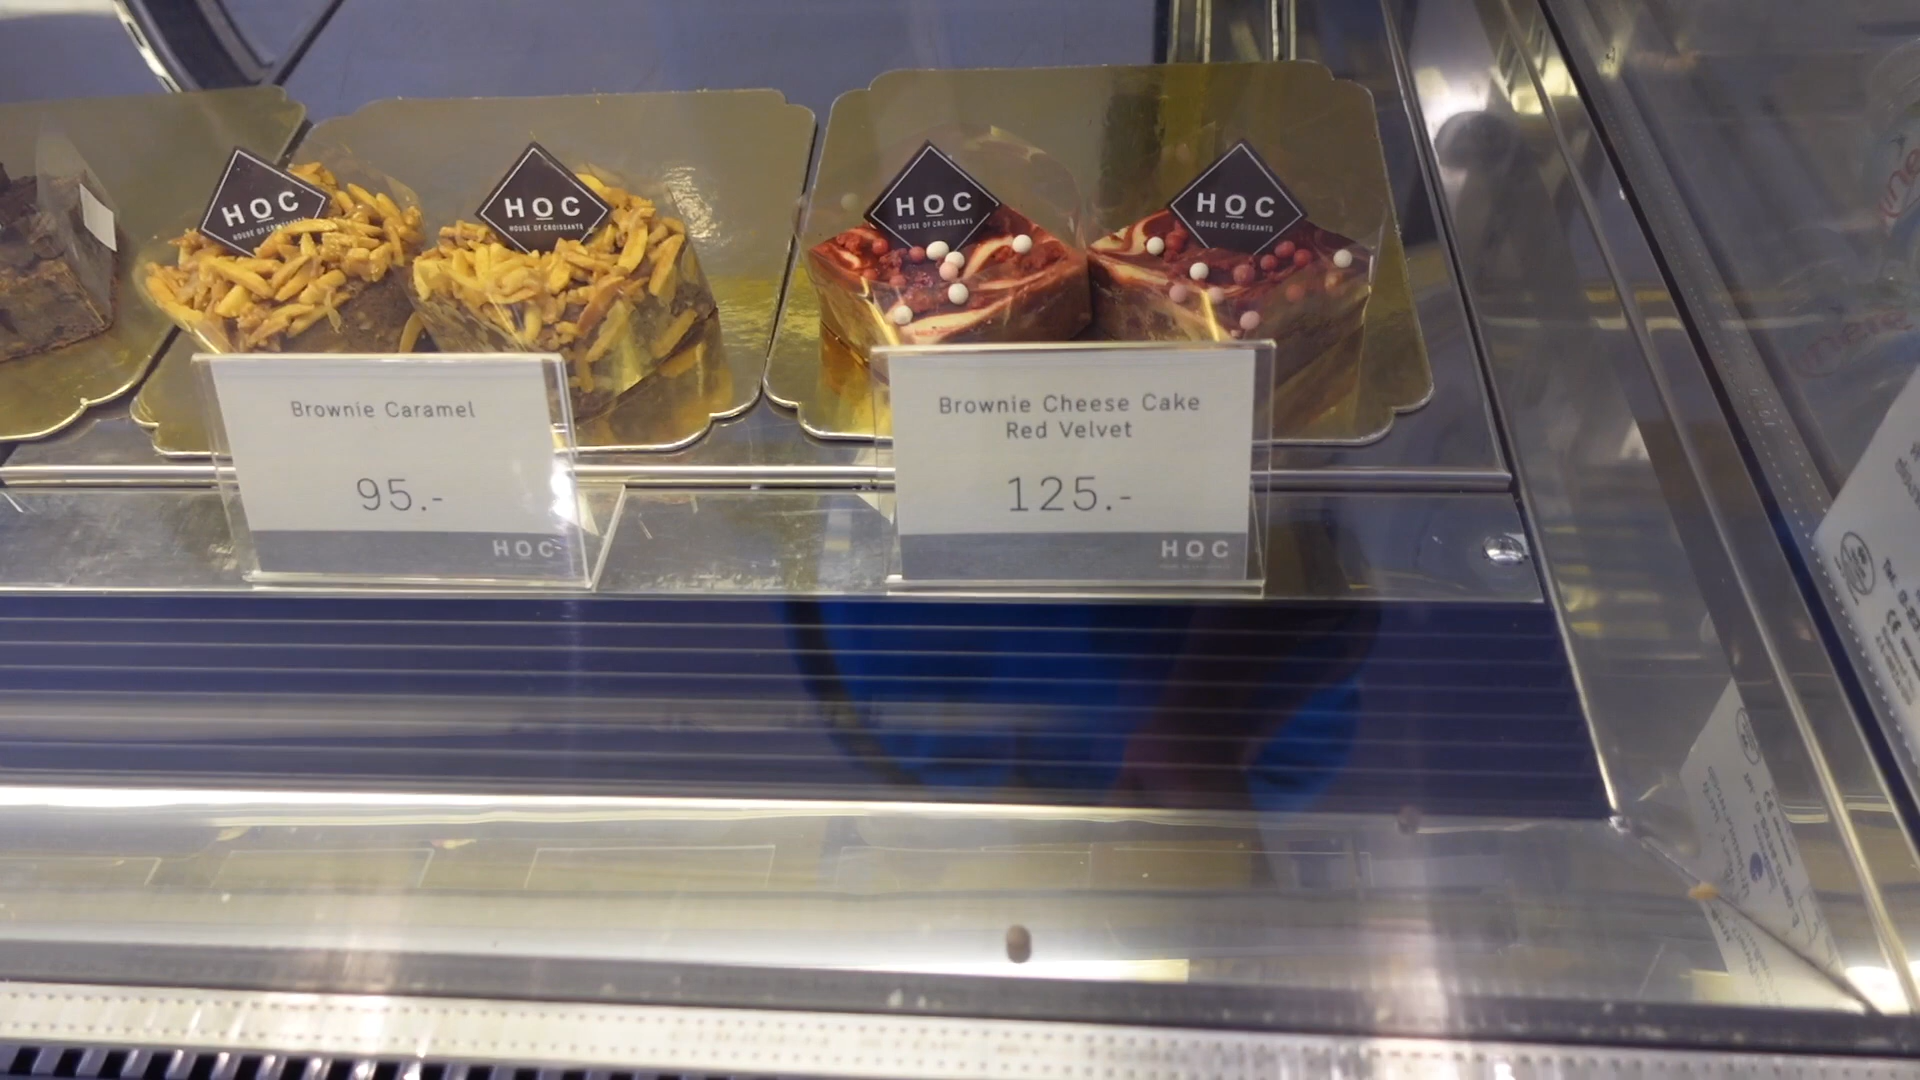 HOC
HOUSE OF CROISSANTS
HOC
HOUSE OF CROISSANTS
HOC
HOUSE OF CROISSANTS
HOC
HOUSE OF CROISSANTS
Brownie Caramel
95.-
HOC
Brownie Cheese Cake
Red Velvet
125.-
HOC